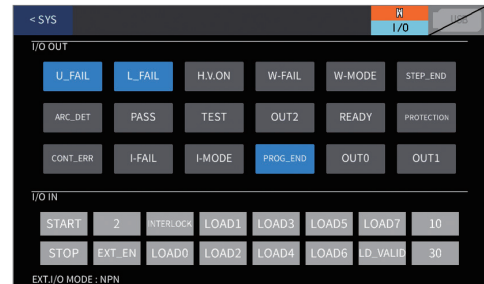 < SYS M I/O USB
I/O OUT
U_FAIL L_FAIL H.V.ON W-FAIL W-MODE STEP_END
ARC_DET PASS TEST OUT2 READY PROTECTION
CONT_ERR I-FAIL I-MODE PROG_END OUT0 OUT1
I/O IN
START 2 INTERLOCK LOAD1 LOAD3 LOAD5 LOAD7 10
STOP EXT_EN LOAD0 LOAD2 LOAD4 LOAD6 LD_VALID 30
EXT.I/O MODE : NPN